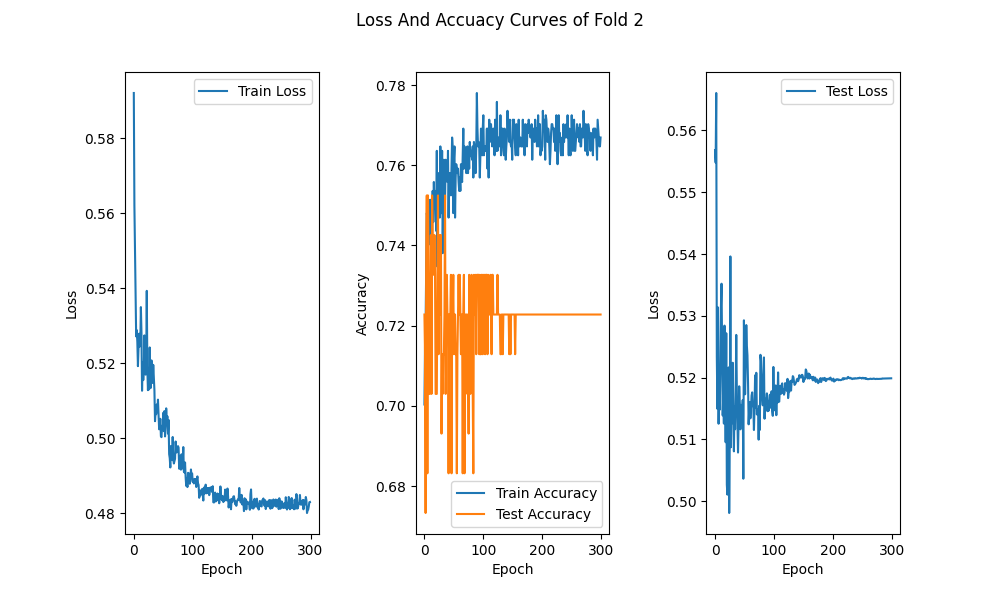 Loss And Accuacy Curves of Fold 2
Train Loss
0.58
0.56
0.54
0.52
0.50
0.48
Loss
0 100 200 300
Epoch
0.78
0.76
0.74
0.72
0.70
0.68
Accuracy
Train Accuracy
Test Accuracy
0 100 200 300
Epoch
Test Loss
0.56
0.55
0.54
0.53
0.52
0.51
0.50
Loss
0 100 200 300
Epoch